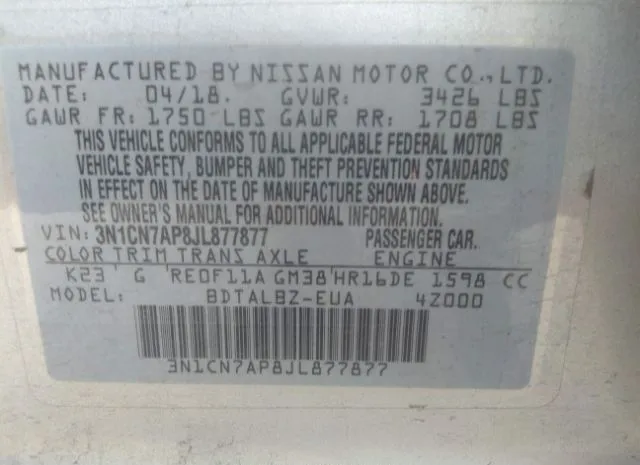 MANUFACTURED BY NISSAN MOTOR CO., LTD.
DATE: 04/18. GVWR: 3426 LBS
GAWR FR: 1750 LBS GAWR RR: 1708 LBS
THIS VEHICLE CONFORMS TO ALL APPLICABLE FEDERAL MOTOR
VEHICLE SAFETY, BUMPER AND THEFT PREVENTION STANDARDS
IN EFFECT ON THE DATE OF MANUFACTURE SHOWN ABOVE.
SEE OWNER'S MANUAL FOR ADDITIONAL INFORMATION.
VIN: 3N1CN7AP8JL877877 PASSENGER CAR.
COLOR TRIM TRANS AXLE ENGINE
K23 G RE0F11A GM38 HR16DE 1598 CC
MODEL: BDTALBZ-EUA 4Z000
3N1CN7AP8JL877877